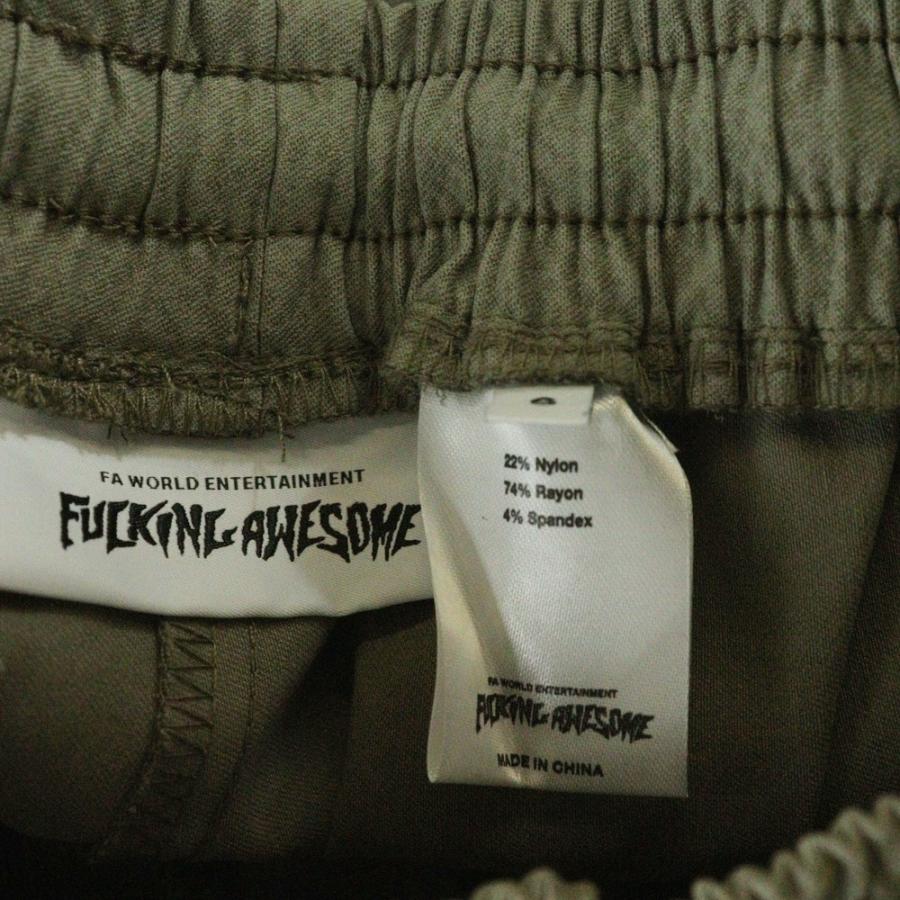 FA WORLD ENTERTAINMENT
FUCKING AWESOME
22% Nylon
74% Rayon
4% Spandex
FA WORLD ENTERTAINMENT
FUCKING AWESOME
MADE IN CHINA